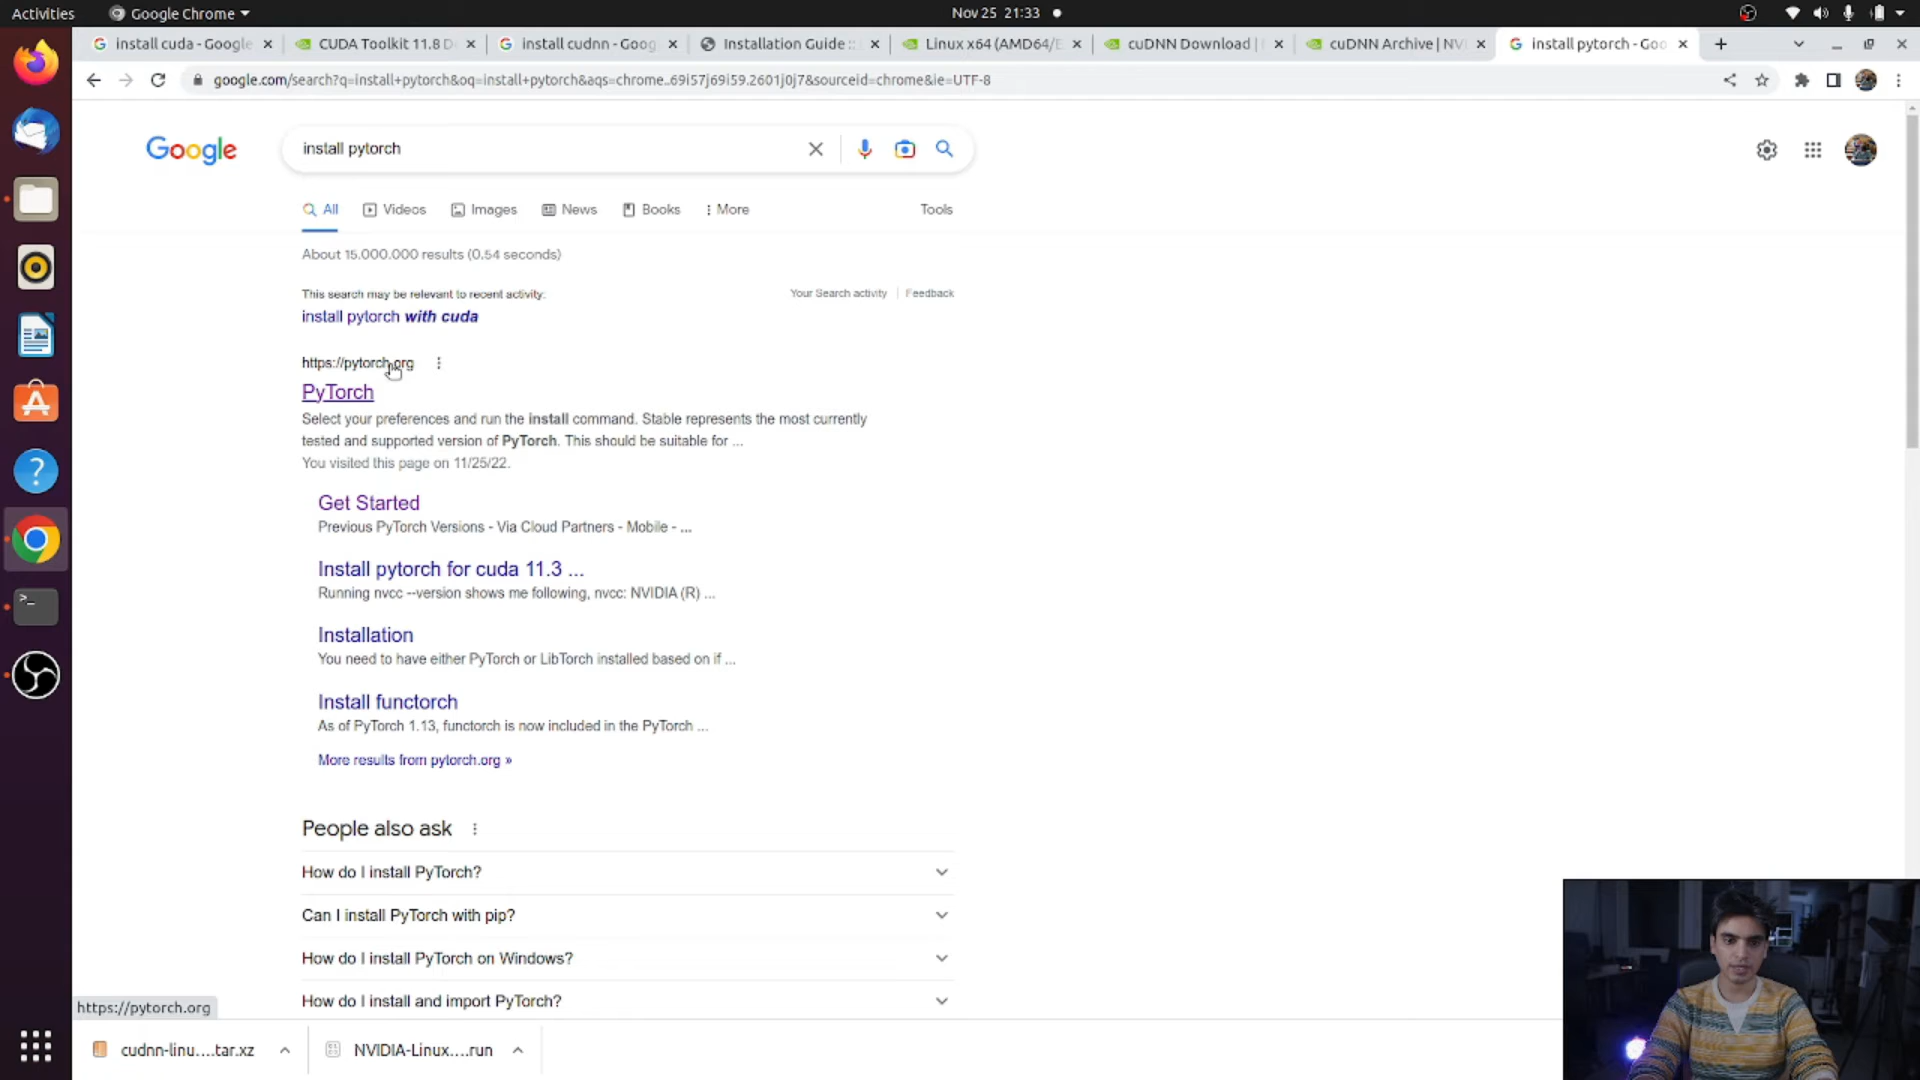 Activities Google Chrome Nov 25 21:33
install cuda - Google CUDA Toolkit 11.8 D install cudnn - Goog Installation Guide :: Linux x64 (AMD64/E cuDNN Download | cuDNN Archive | NV install pytorch - Goo
google.com/search?q=install+pytorch&oq=install+pytorch&aqs=chrome..69i57j69i59.2601j0j7&sourceid=chrome&ie=UTF-8
Google install pytorch
All Videos Images News Books More Tools
About 15.000.000 results (0.54 seconds)
This search may be relevant to recent activity: Your Search activity Feedback
install pytorch with cuda
https://pytorch.org
PyTorch
Select your preferences and run the install command. Stable represents the most currently
tested and supported version of PyTorch. This should be suitable for ...
You visited this page on 11/25/22.
Get Started
Previous PyTorch Versions - Via Cloud Partners - Mobile - ...
Install pytorch for cuda 11.3 ...
Running nvcc --version shows me following, nvcc: NVIDIA (R) ...
Installation
You need to have either PyTorch or LibTorch installed based on if ...
Install functorch
As of PyTorch 1.13, functorch is now included in the PyTorch ...
More results from pytorch.org »
People also ask
How do I install PyTorch?
Can I install PyTorch with pip?
How do I install PyTorch on Windows?
How do I install and import PyTorch?
https://pytorch.org
cudnn-linu....tar.xz NVIDIA-Linux....run